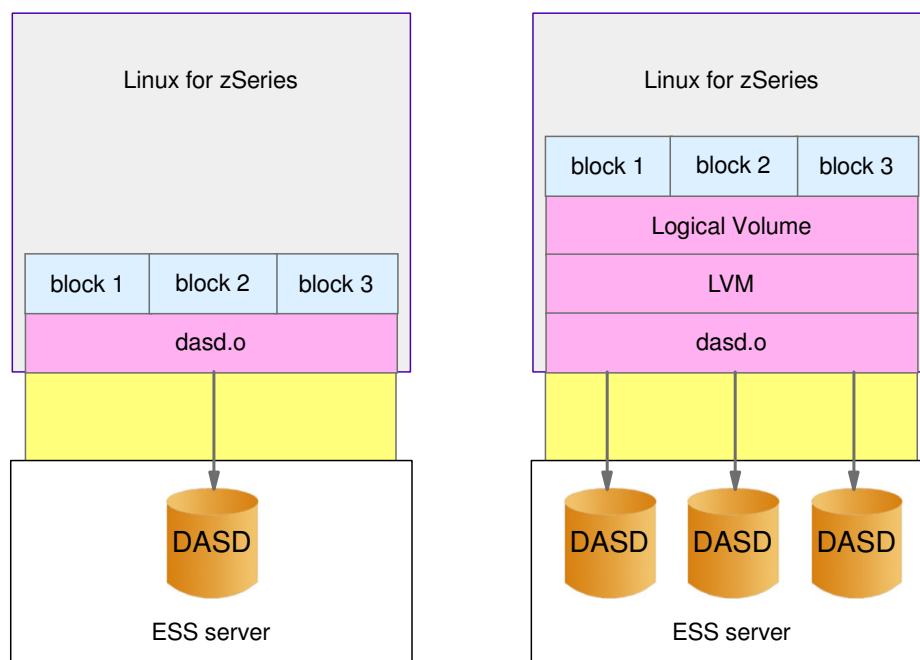 Linux for zSeries
block 1
block 2
block 3
dasd.o
DASD
ESS server
Linux for zSeries
block 1
block 2
block 3
Logical Volume
LVM
dasd.o
DASD
DASD
DASD
ESS server